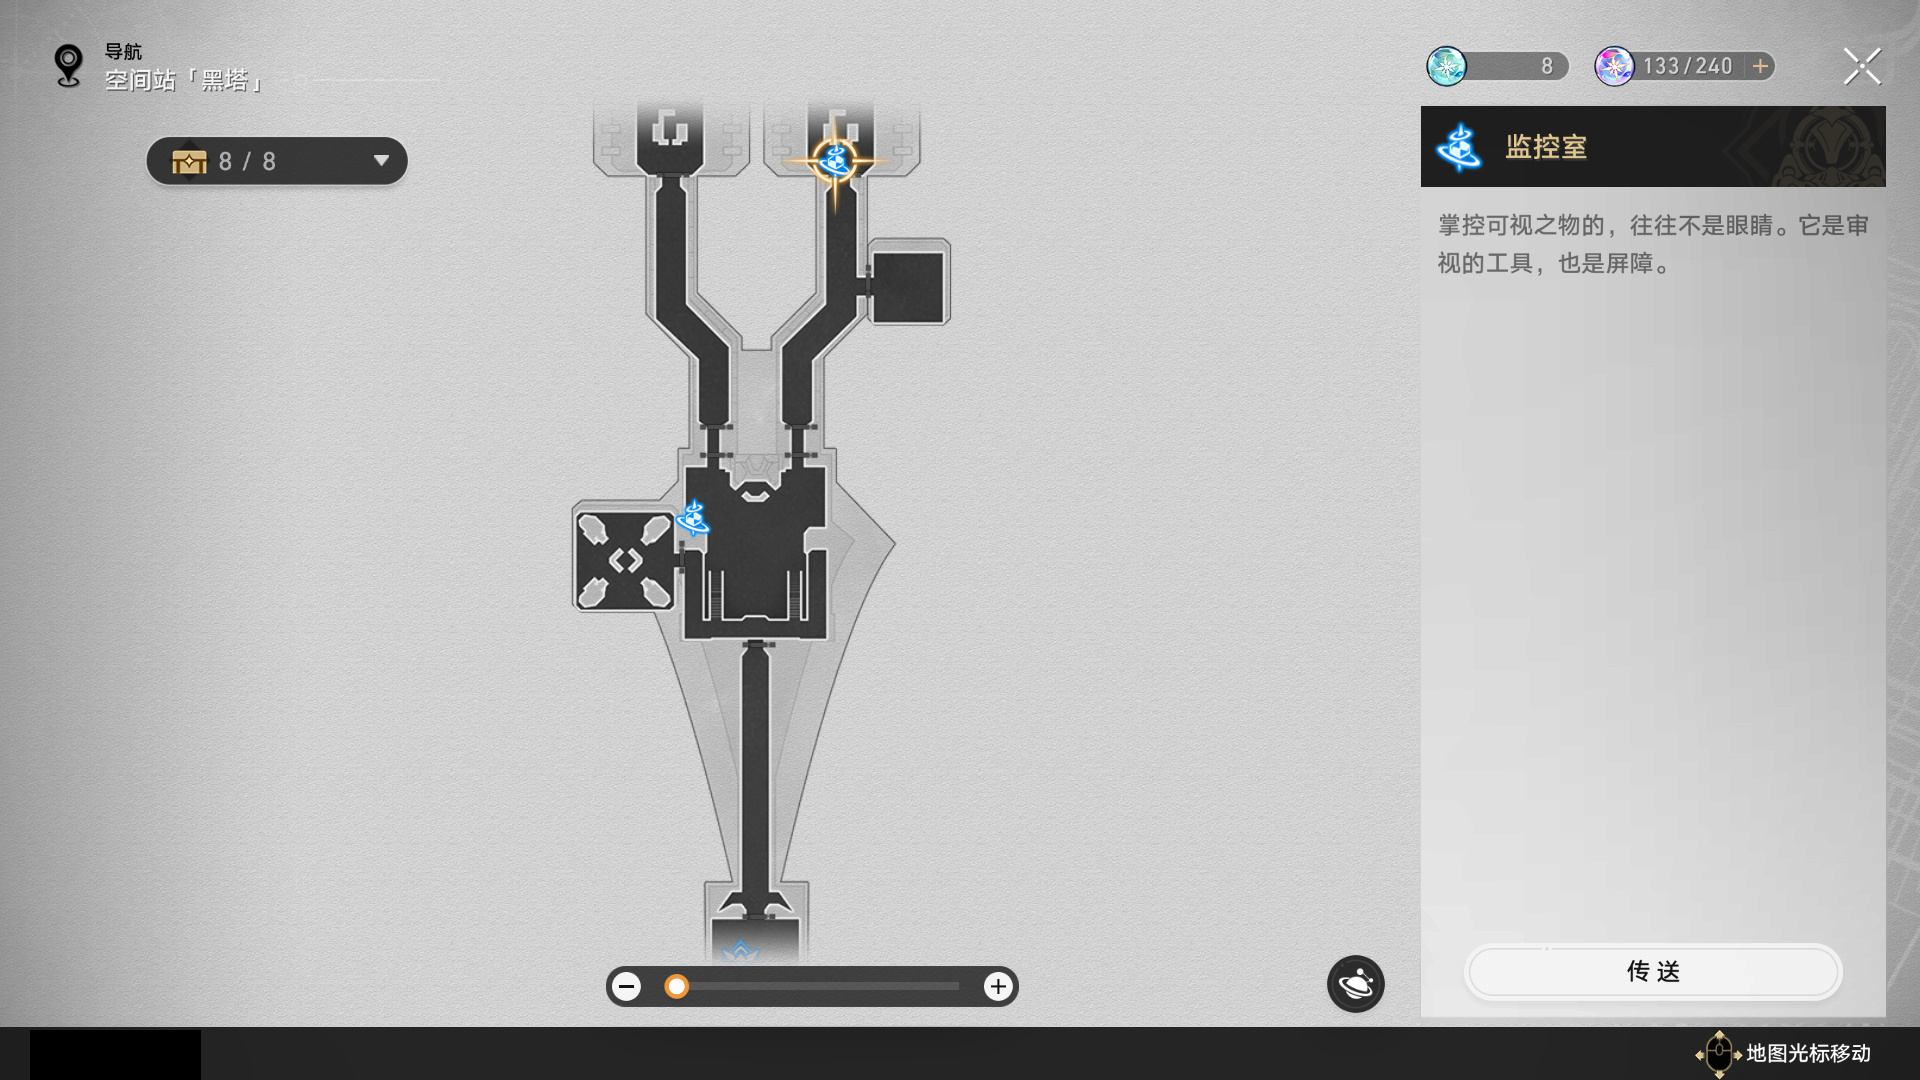 导航
空间站「黑塔」
8 / 8
8
133/240
监控室
掌控可视之物的，往往不是眼睛。它是审
视的工具，也是屏障。
传送
地图光标移动